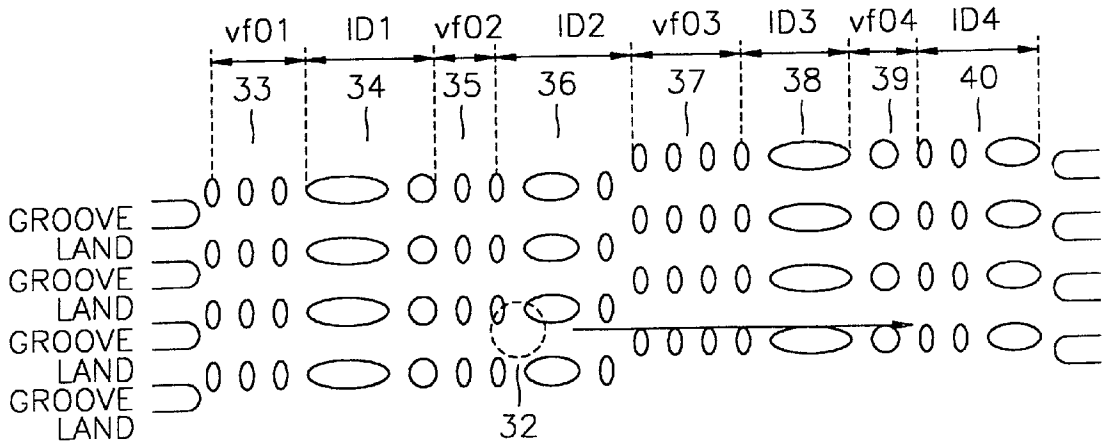 vf01 ID1 vf02 ID2 vf03 ID3 vf04 ID4
33 34 35 36 37 38 39 40
GROOVE
LAND
GROOVE
LAND
GROOVE
LAND
GROOVE
LAND
32